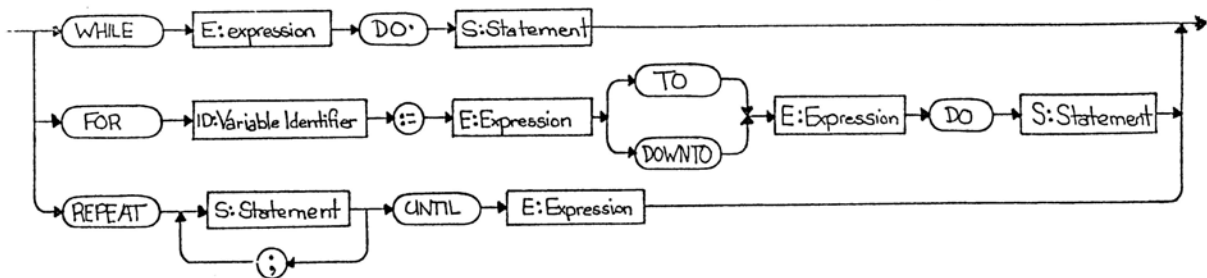 WHILE E:expression DO S:Statement
TO
FOR ID:Variable Identifier := E:Expression E:Expression DO S:Statement
DOWNTO
REPEAT S:Statement UNTIL E:Expression
;